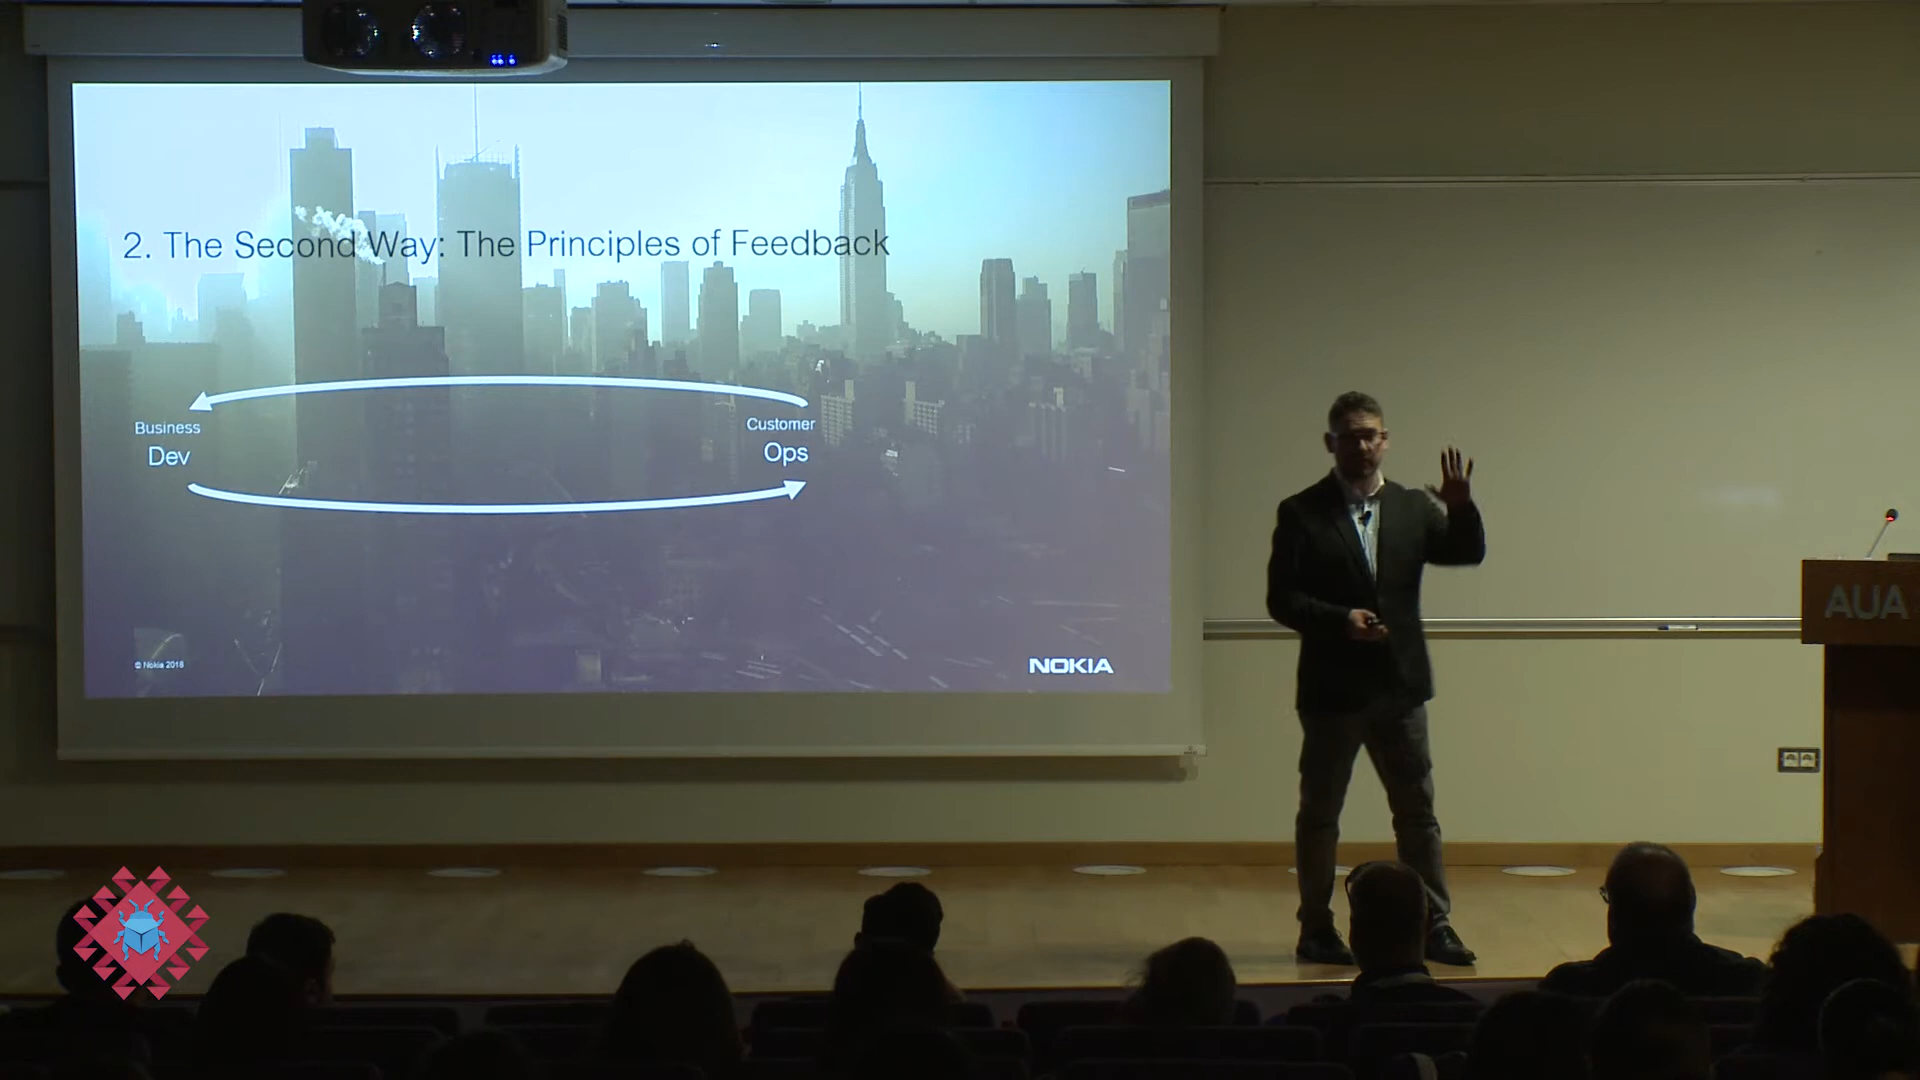 2. The Second Way: The Principles of Feedback
Business
Dev
Customer
Ops
© Nokia 2016
NOKIA
AUA